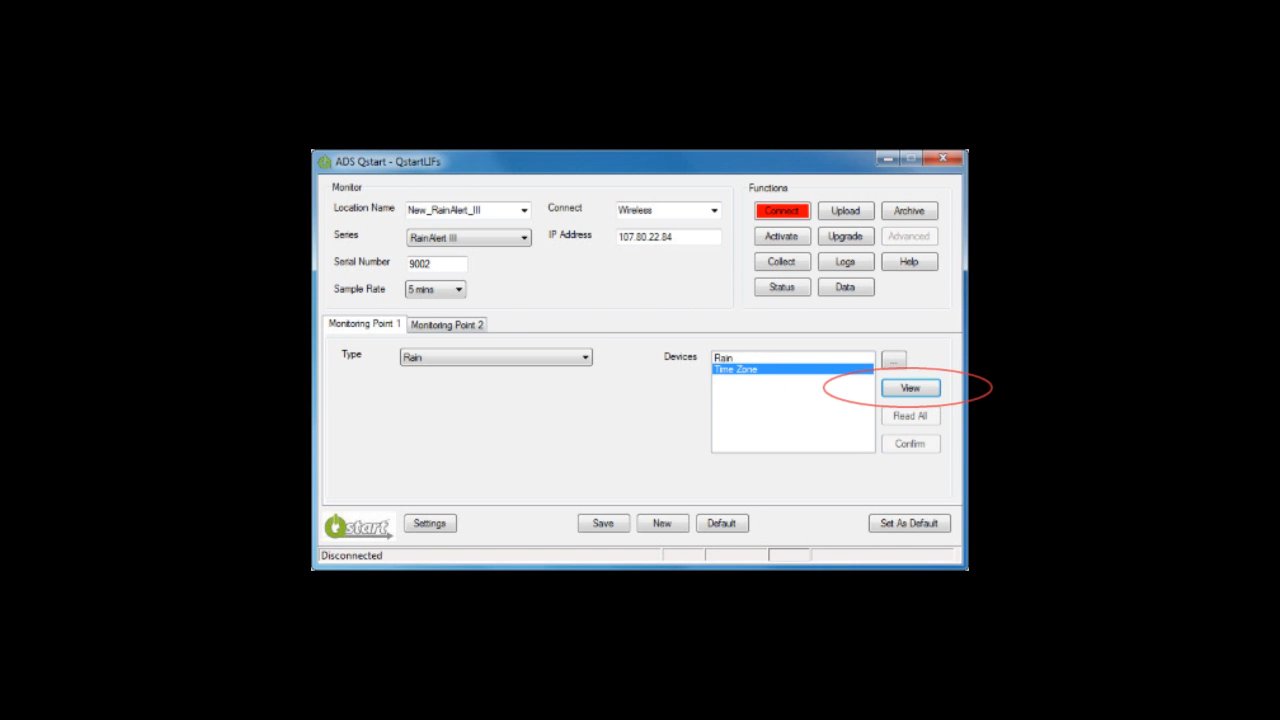 ADS Qstart - QstartLIFs
Monitor
Functions
Location Name New_RainAlert_III Connect Wireless
Connect Upload Archive
Series RainAlert III IP Address 107.80.22.84
Activate Upgrade Advanced
Serial Number 9002
Collect Logs Help
Sample Rate 5 mins
Status Data
Monitoring Point 1 Monitoring Point 2
Type Rain Devices Rain ...
Time Zone
View
Read All
Confirm
Qstart Settings Save New Default Set As Default
Disconnected